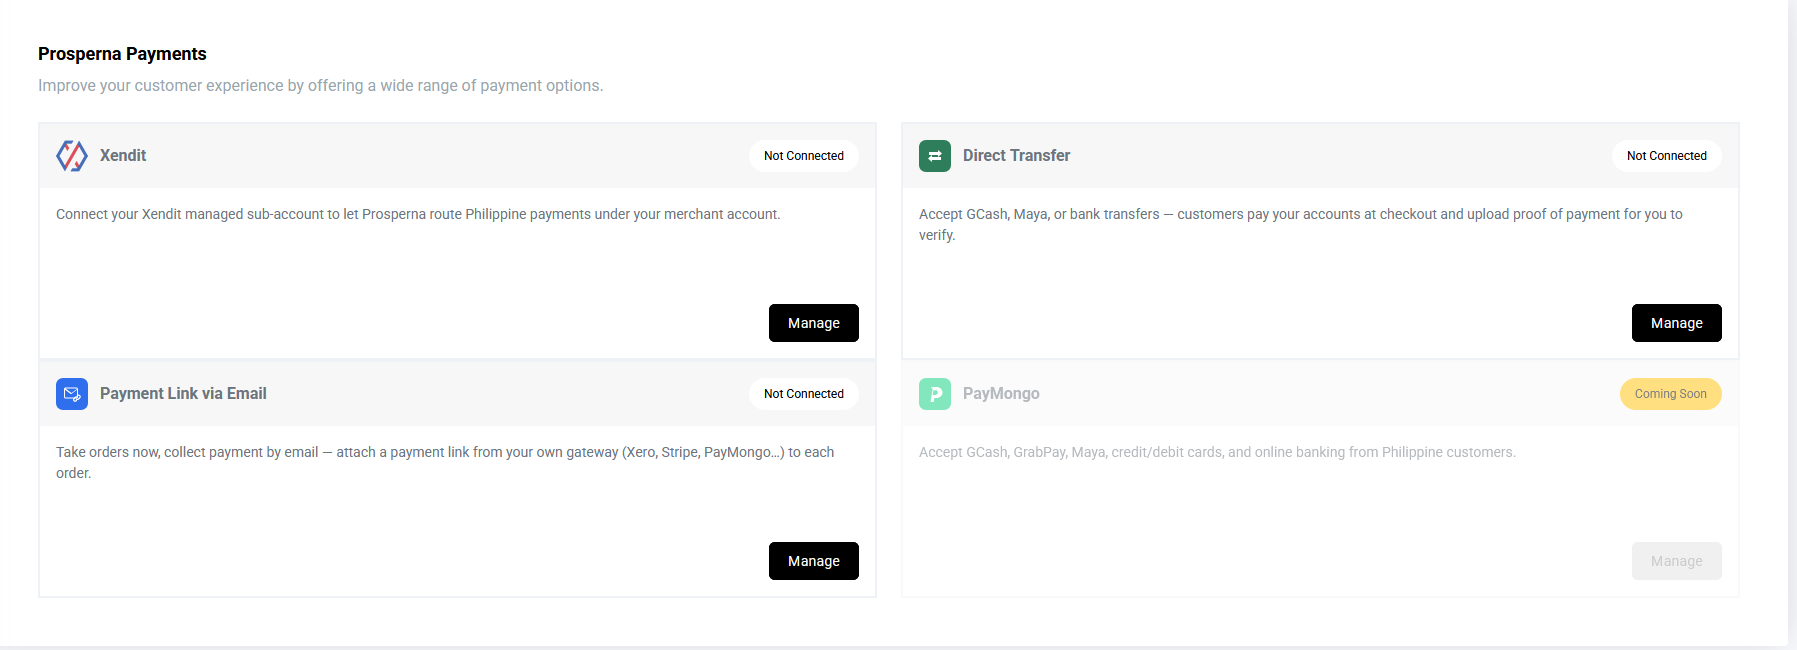 Prosperna Payments
Improve your customer experience by offering a wide range of payment options.
Xendit
Not Connected
Connect your Xendit managed sub-account to let Prosperna route Philippine payments under your merchant account.
Manage
Direct Transfer
Not Connected
Accept GCash, Maya, or bank transfers — customers pay your accounts at checkout and upload proof of payment for you to
verify.
Manage
Payment Link via Email
Not Connected
Take orders now, collect payment by email — attach a payment link from your own gateway (Xero, Stripe, PayMongo…) to each
order.
Manage
PayMongo
Coming Soon
Accept GCash, GrabPay, Maya, credit/debit cards, and online banking from Philippine customers.
Manage